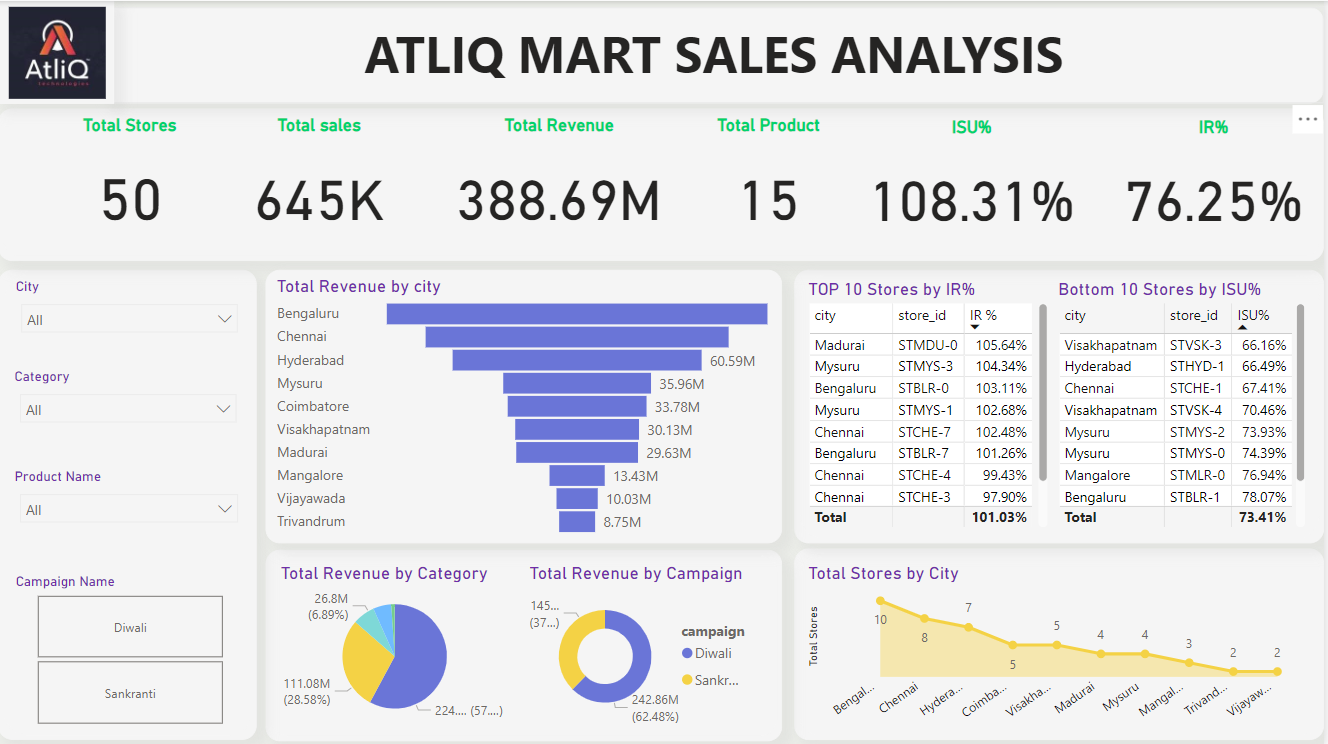 AtliQ
technologies
ATLIQ MART SALES ANALYSIS
Total Stores
50
Total sales
645K
Total Revenue
388.69M
Total Product
15
ISU%
108.31%
IR%
76.25%
City
All
Category
All
Product Name
All
Campaign Name
Diwali
Sankranti
Total Revenue by city
Bengaluru
Chennai
Hyderabad 60.59M
Mysuru 35.96M
Coimbatore 33.78M
Visakhapatnam 30.13M
Madurai 29.63M
Mangalore 13.43M
Vijayawada 10.03M
Trivandrum 8.75M
TOP 10 Stores by IR%
city store_id IR %
Madurai STMDU-0 105.64%
Mysuru STMYS-3 104.34%
Bengaluru STBLR-0 103.11%
Mysuru STMYS-1 102.68%
Chennai STCHE-7 102.48%
Bengaluru STBLR-7 101.26%
Chennai STCHE-4 99.43%
Chennai STCHE-3 97.90%
Total 101.03%
Bottom 10 Stores by ISU%
city store_id ISU%
Visakhapatnam STVSK-3 66.16%
Hyderabad STHYD-1 66.49%
Chennai STCHE-1 67.41%
Visakhapatnam STVSK-4 70.46%
Mysuru STMYS-2 73.93%
Mysuru STMYS-0 74.39%
Mangalore STMLR-0 76.94%
Bengaluru STBLR-1 78.07%
Total 73.41%
Total Revenue by Category
26.8M
(6.89%)
111.08M
(28.58%)
224.... (57....)
Total Revenue by Campaign
145...
(37...)
242.86M
(62.48%)
campaign
Diwali
Sankr...
Total Stores by City
Total Stores
10
8
7
5
5
4
4
3
2
2
Bengal...
Chennai
Hydera...
Coimba...
Visakha...
Madurai
Mysuru
Mangal...
Trivand...
Vijayaw...